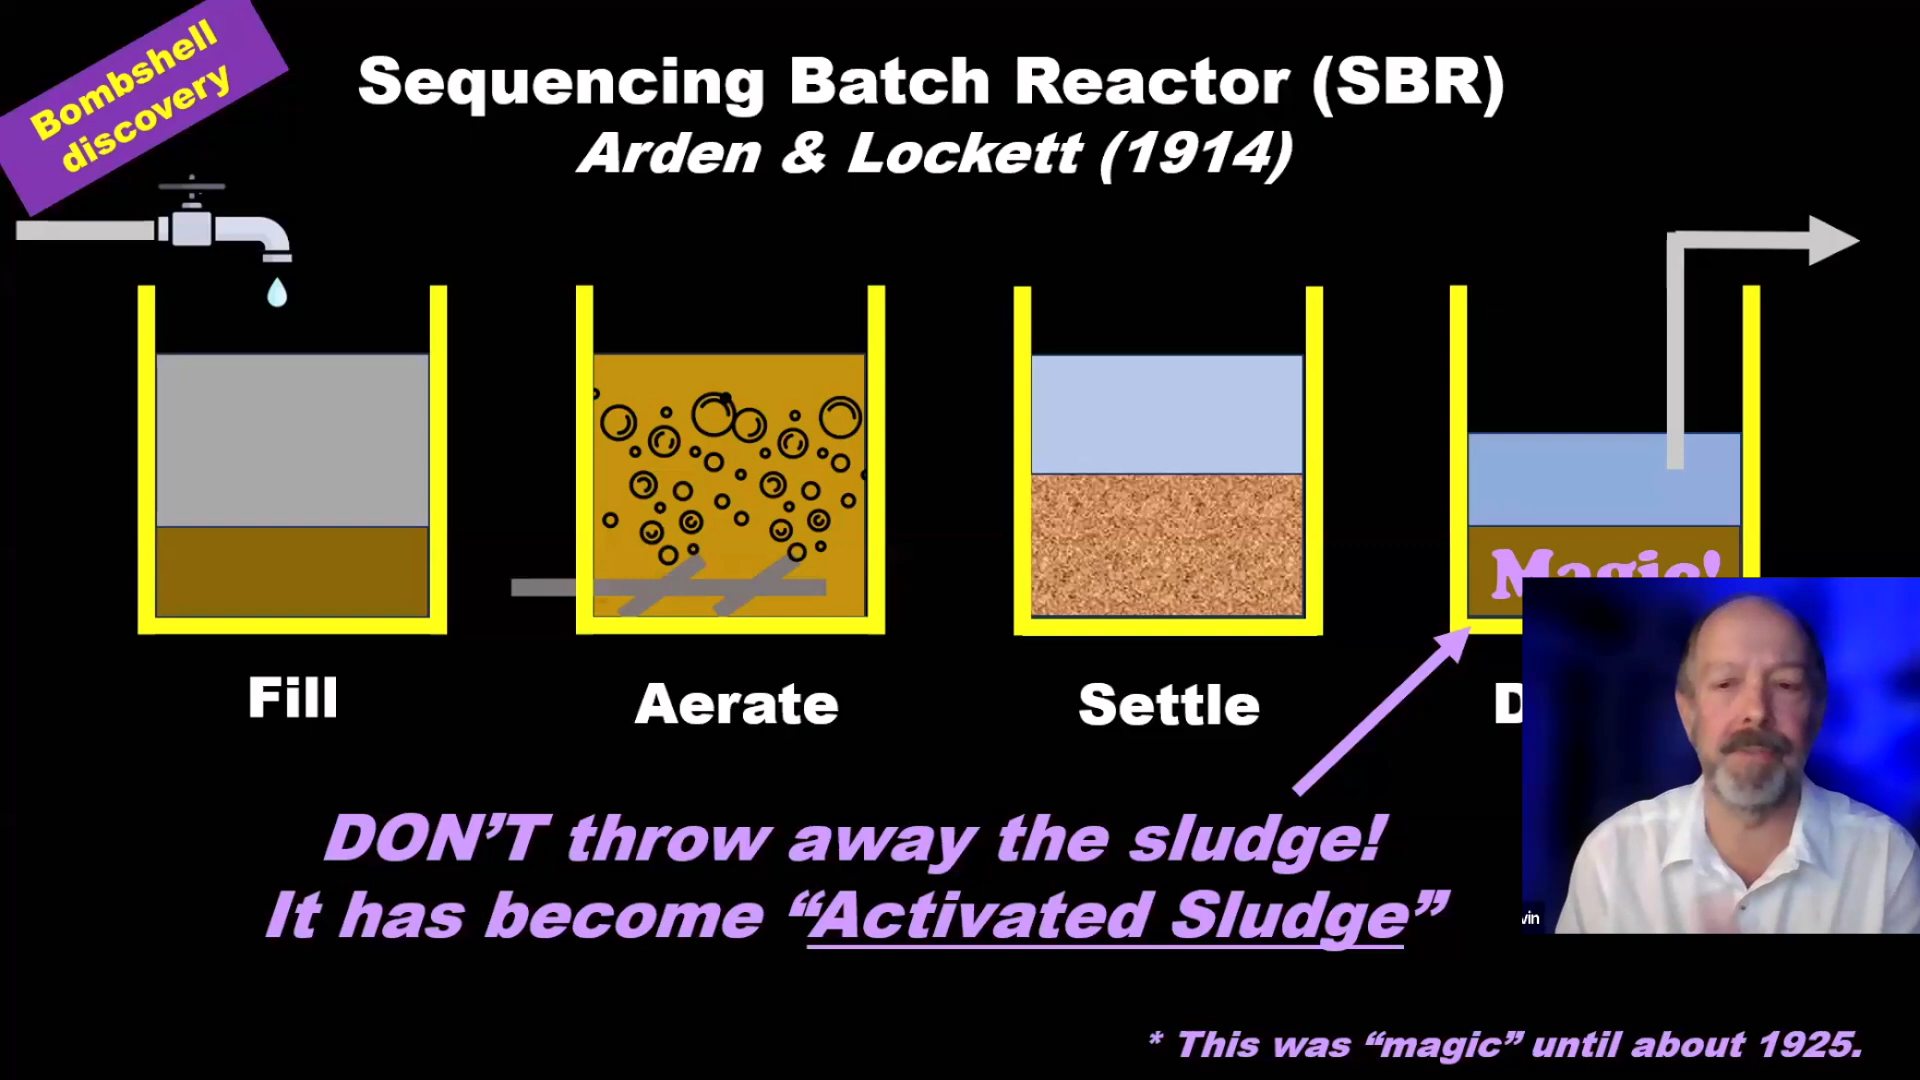 Bombshell
discovery
Sequencing Batch Reactor (SBR)
Arden & Lockett (1914)
Magic!
Fill
Aerate
Settle
DON’T throw away the sludge!
It has become “Activated Sludge”
* This was “magic” until about 1925.